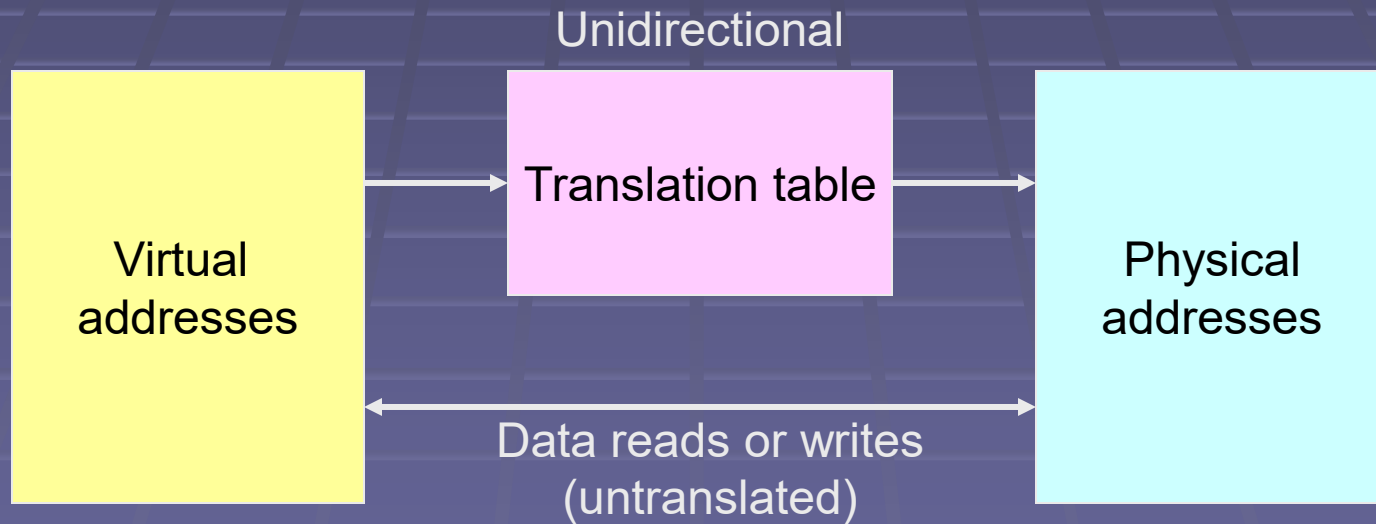 Unidirectional
Translation table
Virtual
addresses
Physical
addresses
Data reads or writes
(untranslated)